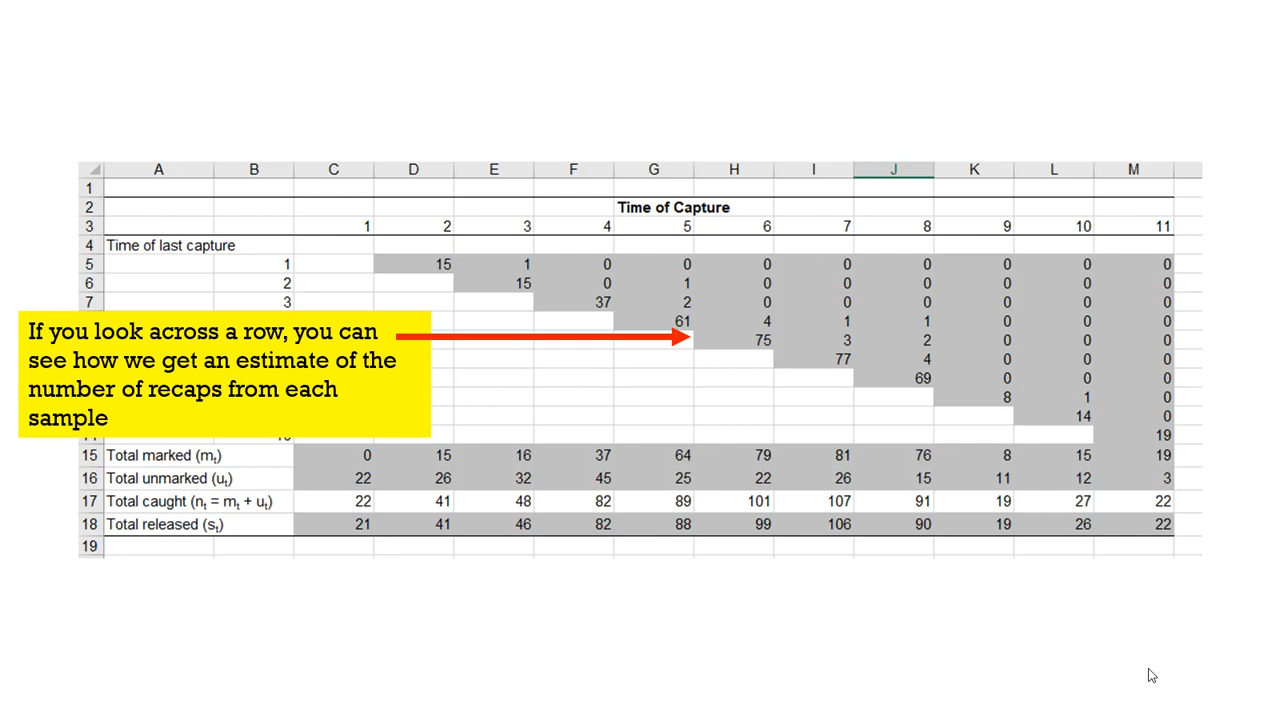 A B C D E F G H I J K L M
1
2 Time of Capture
3 1 2 3 4 5 6 7 8 9 10 11
4 Time of last capture
5 1 15 1 0 0 0 0 0 0 0 0
6 2 15 0 1 0 0 0 0 0 0
7 3 37 2 0 0 0 0 0 0
61 4 1 1 0 0 0
75 3 2 0 0 0
77 4 0 0 0
69 0 0 0
8 1 0
14 0
19
If you look across a row, you can
see how we get an estimate of the
number of recaps from each
sample
15 Total marked (mt) 0 15 16 37 64 79 81 76 8 15 19
16 Total unmarked (ut) 22 26 32 45 25 22 26 15 11 12 3
17 Total caught (nt = mt + ut) 22 41 48 82 89 101 107 91 19 27 22
18 Total released (st) 21 41 46 82 88 99 106 90 19 26 22
19